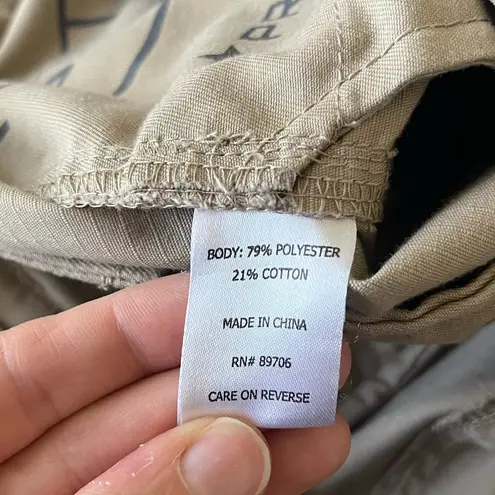 BODY: 79% POLYESTER
21% COTTON
MADE IN CHINA
RN# 89706
CARE ON REVERSE